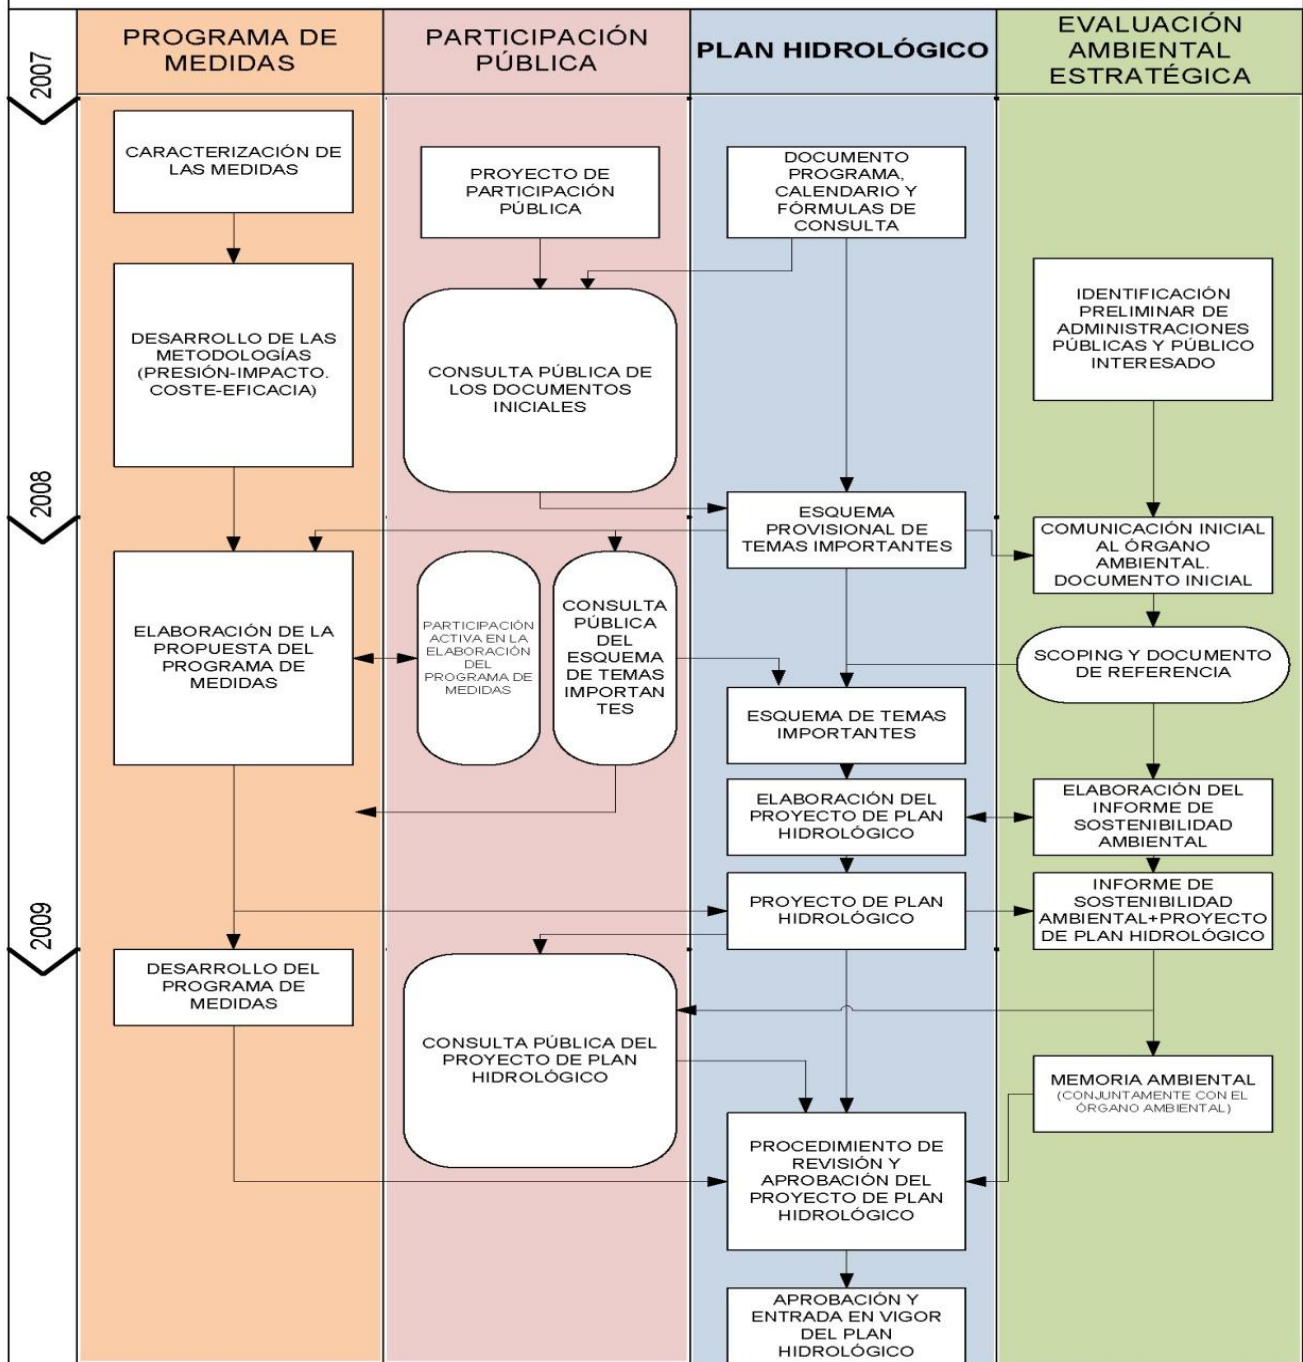 2007
PROGRAMA DE
MEDIDAS
PARTICIPACIÓN
PÚBLICA
PLAN HIDROLÓGICO
EVALUACIÓN
AMBIENTAL
ESTRATÉGICA
CARACTERIZACIÓN DE
LAS MEDIDAS
PROYECTO DE
PARTICIPACIÓN
PÚBLICA
DOCUMENTO
PROGRAMA,
CALENDARIO Y
FÓRMULAS DE
CONSULTA
DESARROLLO DE LAS
METODOLOGÍAS
(PRESIÓN-IMPACTO.
COSTE-EFICACIA)
CONSULTA PÚBLICA DE
LOS DOCUMENTOS
INICIALES
IDENTIFICACIÓN
PRELIMINAR DE
ADMINISTRACIONES
PÚBLICAS Y PÚBLICO
INTERESADO
2008
ESQUEMA
PROVISIONAL DE
TEMAS IMPORTANTES
COMUNICACIÓN INICIAL
AL ÓRGANO
AMBIENTAL.
DOCUMENTO INICIAL
ELABORACIÓN DE LA
PROPUESTA DEL
PROGRAMA DE
MEDIDAS
PARTICIPACIÓN
ACTIVA EN LA
ELABORACIÓN
DEL
PROGRAMA DE
MEDIDAS
CONSULTA
PÚBLICA
DEL
ESQUEMA
DE TEMAS
IMPORTAN
TES
SCOPING Y DOCUMENTO
DE REFERENCIA
ESQUEMA DE TEMAS
IMPORTANTES
ELABORACIÓN DEL
PROYECTO DE PLAN
HIDROLÓGICO
ELABORACIÓN DEL
INFORME DE
SOSTENIBILIDAD
AMBIENTAL
2009
PROYECTO DE PLAN
HIDROLÓGICO
INFORME DE
SOSTENIBILIDAD
AMBIENTAL+PROYECTO
DE PLAN HIDROLÓGICO
DESARROLLO DEL
PROGRAMA DE
MEDIDAS
CONSULTA PÚBLICA DEL
PROYECTO DE PLAN
HIDROLÓGICO
MEMORIA AMBIENTAL
(CONJUNTAMENTE CON EL
ÓRGANO AMBIENTAL)
PROCEDIMIENTO DE
REVISIÓN Y
APROBACIÓN DEL
PROYECTO DE PLAN
HIDROLÓGICO
APROBACIÓN Y
ENTRADA EN VIGOR
DEL PLAN
HIDROLÓGICO